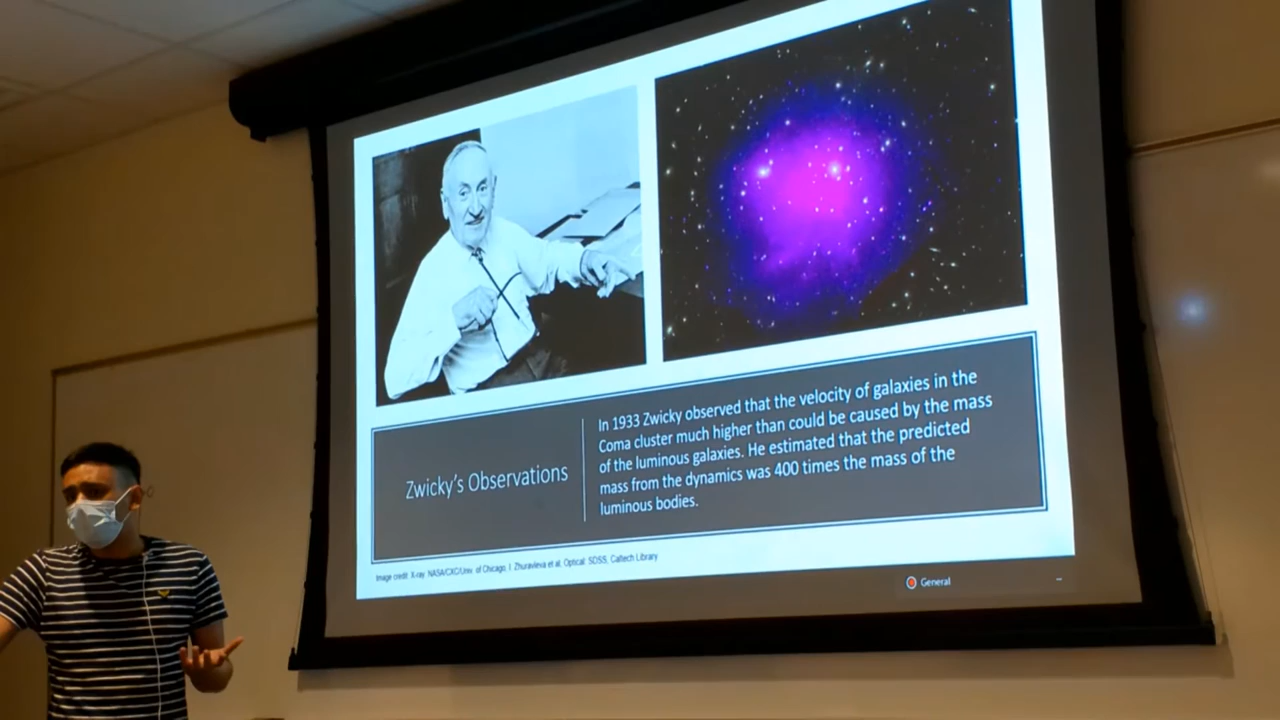 Zwicky's Observations
In 1933 Zwicky observed that the velocity of galaxies in the
Coma cluster much higher than could be caused by the mass
of the luminous galaxies. He estimated that the predicted
mass from the dynamics was 400 times the mass of the
luminous bodies.
Image credit: X-ray: NASA/CXC/Univ. of Chicago, I. Zhuravleva et al, Optical: SDSS, Caltech Library
General